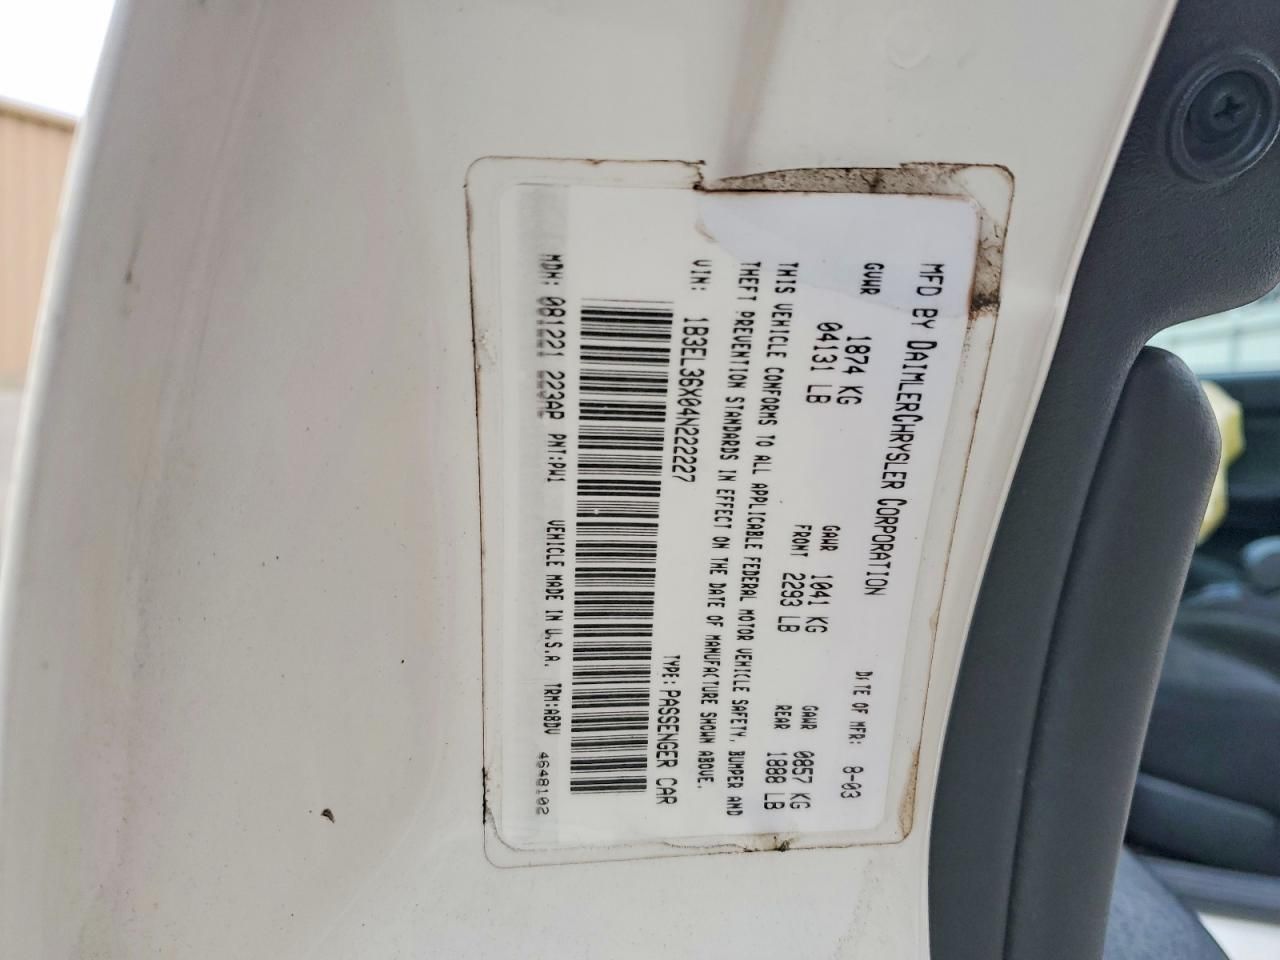 MFD BY DAIMLERCHRYSLER CORPORATION
DATE OF MFR: 8-03
GVWR 1874 KG
04131 LB
GAWR 1041 KG
FRONT 2293 LB
GAWR 0857 KG
REAR 1888 LB
THIS VEHICLE CONFORMS TO ALL APPLICABLE FEDERAL MOTOR VEHICLE SAFETY, BUMPER AND
THEFT PREVENTION STANDARDS IN EFFECT ON THE DATE OF MANUFACTURE SHOWN ABOVE.
VIN: 1B3EL36X04N222227
TYPE: PASSENGER CAR
MDH: 081221 223AP PNT:PW1 VEHICLE MADE IN U.S.A. TRM:A8DV 4648102